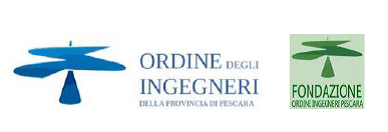 ORDINE DEGLI
INGEGNERI
DELLA PROVINCIA DI PESCARA
FONDAZIONE
ORDINE INGEGNERI PESCARA